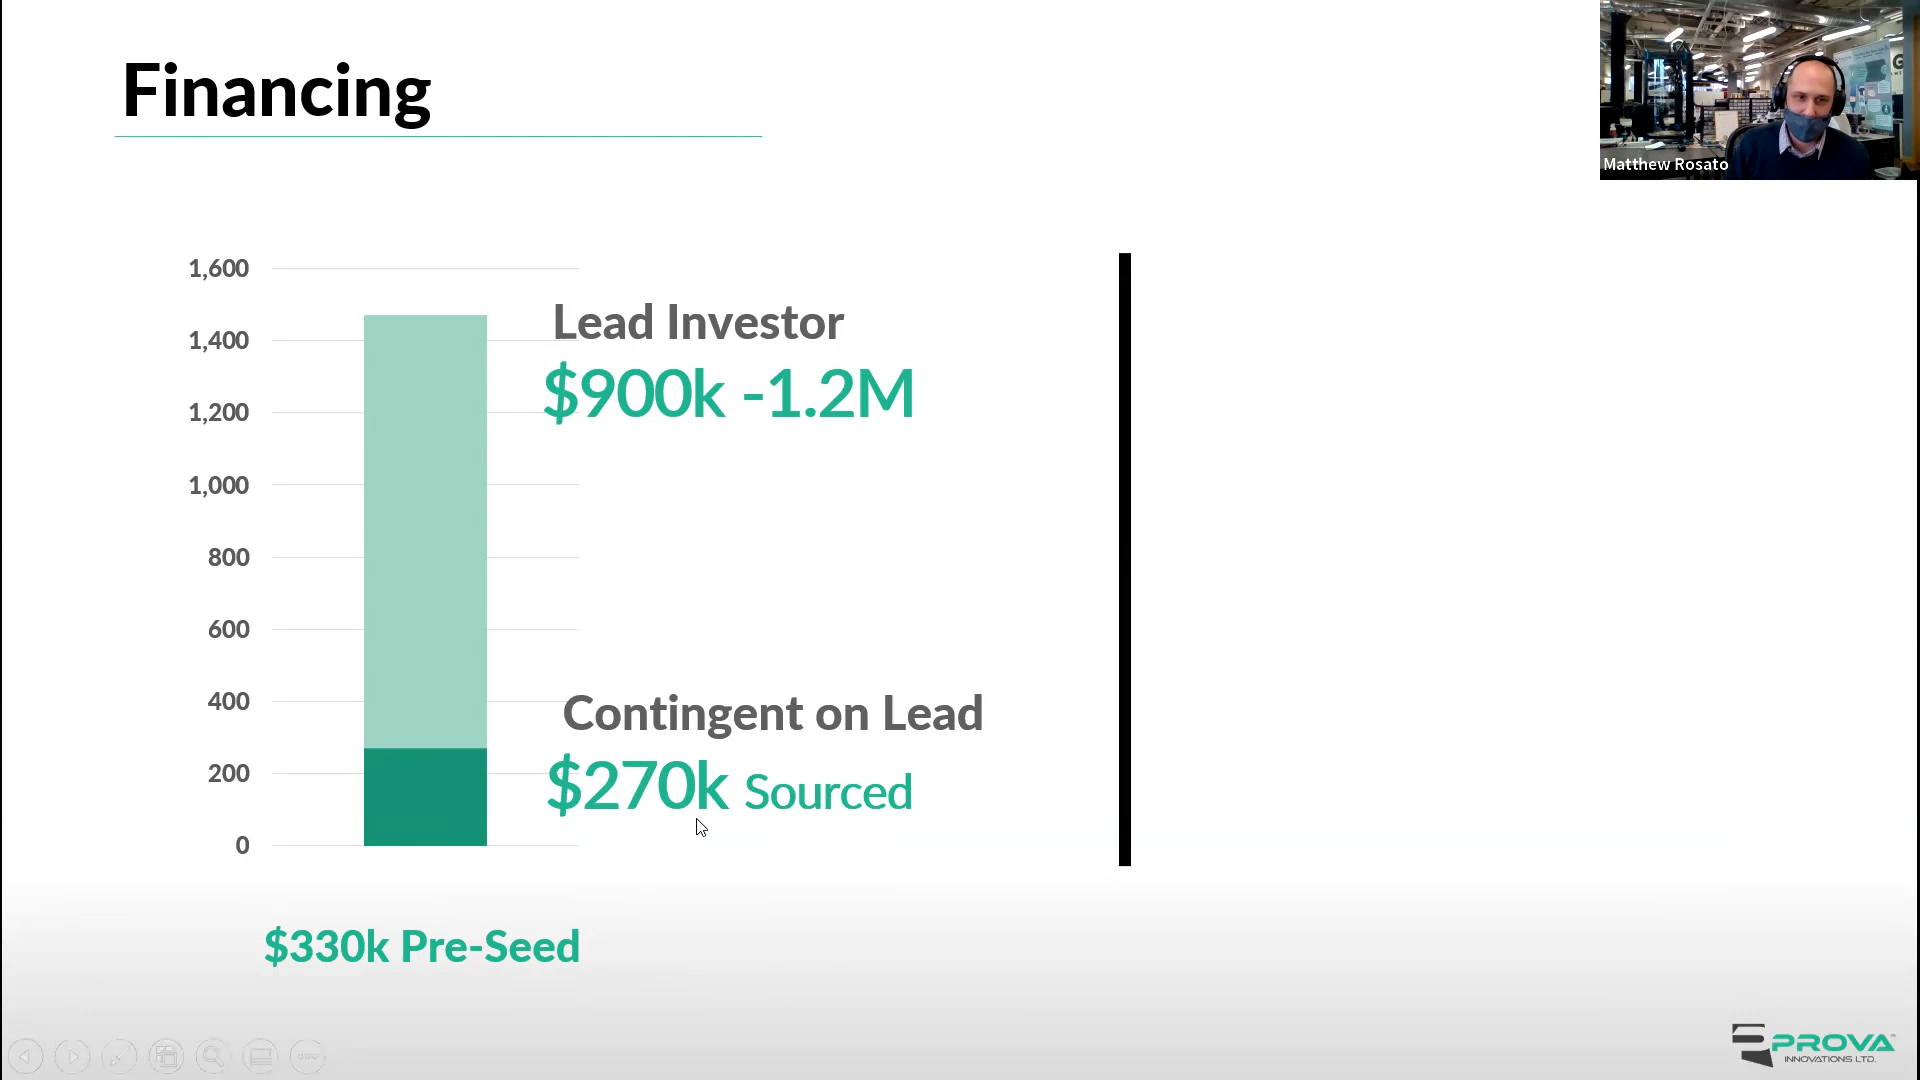 Financing
Matthew Rosato
1,600
1,400
1,200
1,000
800
600
400
200
0
Lead Investor
$900k -1.2M
Contingent on Lead
$270k Sourced
$330k Pre-Seed
PROVA
INNOVATIONS LTD.